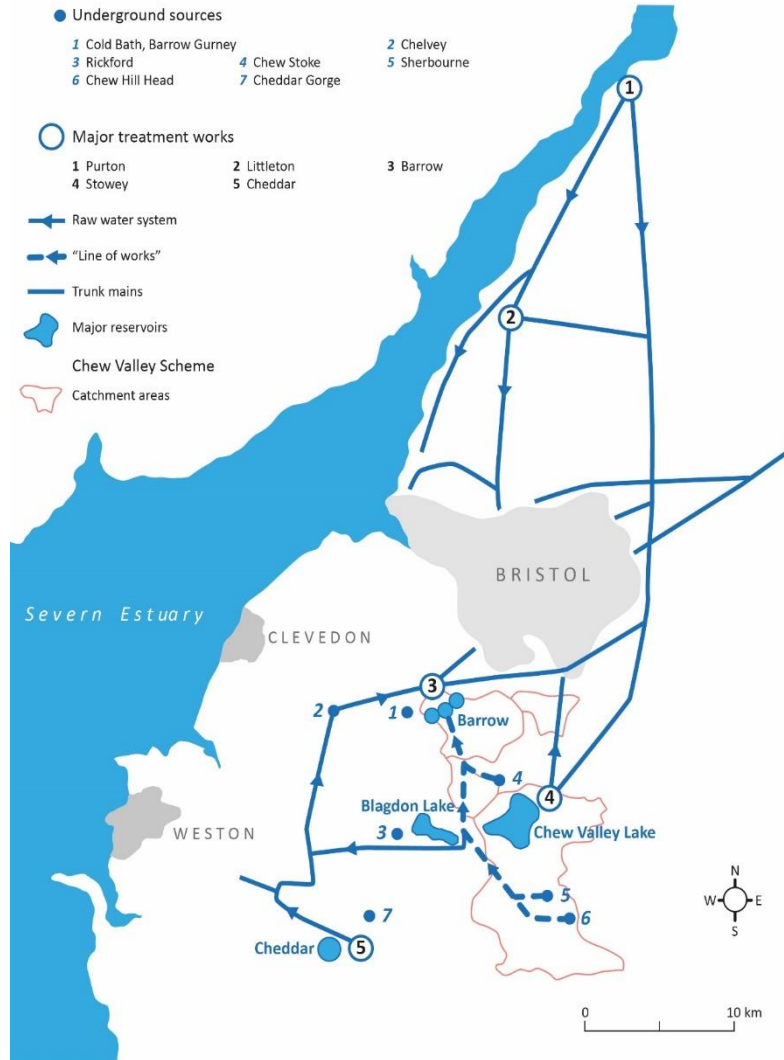 Underground sources
1 Cold Bath, Barrow Gurney 2 Chelvey
3 Rickford 4 Chew Stoke 5 Sherbourne
6 Chew Hill Head 7 Cheddar Gorge
Major treatment works
1 Purton 2 Littleton 3 Barrow
4 Stowey 5 Cheddar
Raw water system
"Line of works"
Trunk mains
Major reservoirs
Chew Valley Scheme
Catchment areas
1
2
BRISTOL
Severn Estuary
CLEVEDON
3
2
1
Barrow
4
4
Blagdon Lake
WESTON
3
Chew Valley Lake
5
7
6
Cheddar
5
N
W E
S
0 10 km